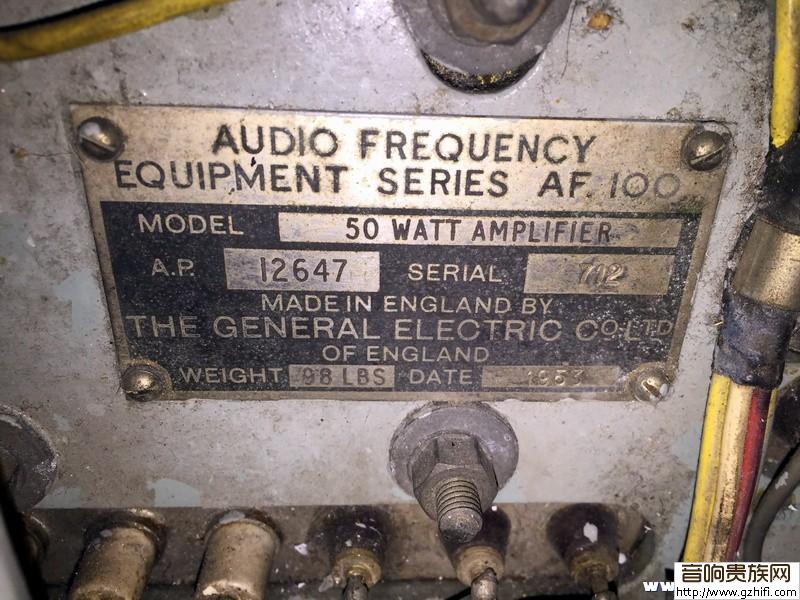 AUDIO FREQUENCY
EQUIPMENT SERIES AF. 100
MODEL 50 WATT AMPLIFIER
A.P. 12647 SERIAL 702
MADE IN ENGLAND BY
THE GENERAL ELECTRIC CO. LTD
OF ENGLAND
WEIGHT 98 LBS DATE 1953
音响贵族网
http://www.gzhifi.com/